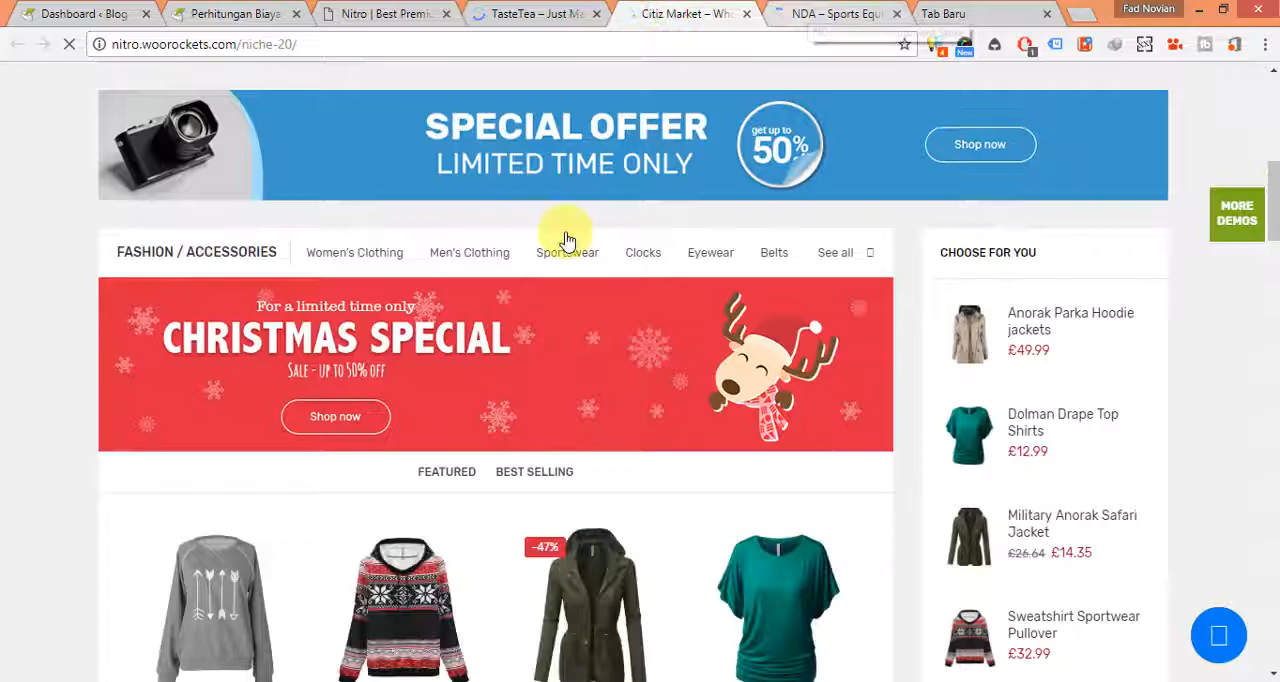 Dashboard ‹ Blog
Perhitungan Biaya
Nitro | Best Premi
TasteTea – Just Me
Citiz Market – Who
NDA – Sports Equi
Tab Baru
Fad Novian
nitro.woorockets.com/niche-20/
4
New
1
SPECIAL OFFER
LIMITED TIME ONLY
get up to
50%
Shop now
MORE
DEMOS
FASHION / ACCESSORIES
Women's Clothing
Men's Clothing
Sportswear
Clocks
Eyewear
Belts
See all
CHOOSE FOR YOU
For a limited time only
CHRISTMAS SPECIAL
SALE - UP TO 50% OFF
Shop now
FEATURED
BEST SELLING
-47%
Anorak Parka Hoodie
jackets
£49.99
Dolman Drape Top
Shirts
£12.99
Military Anorak Safari
Jacket
£26.64 £14.35
Sweatshirt Sportwear
Pullover
£32.99